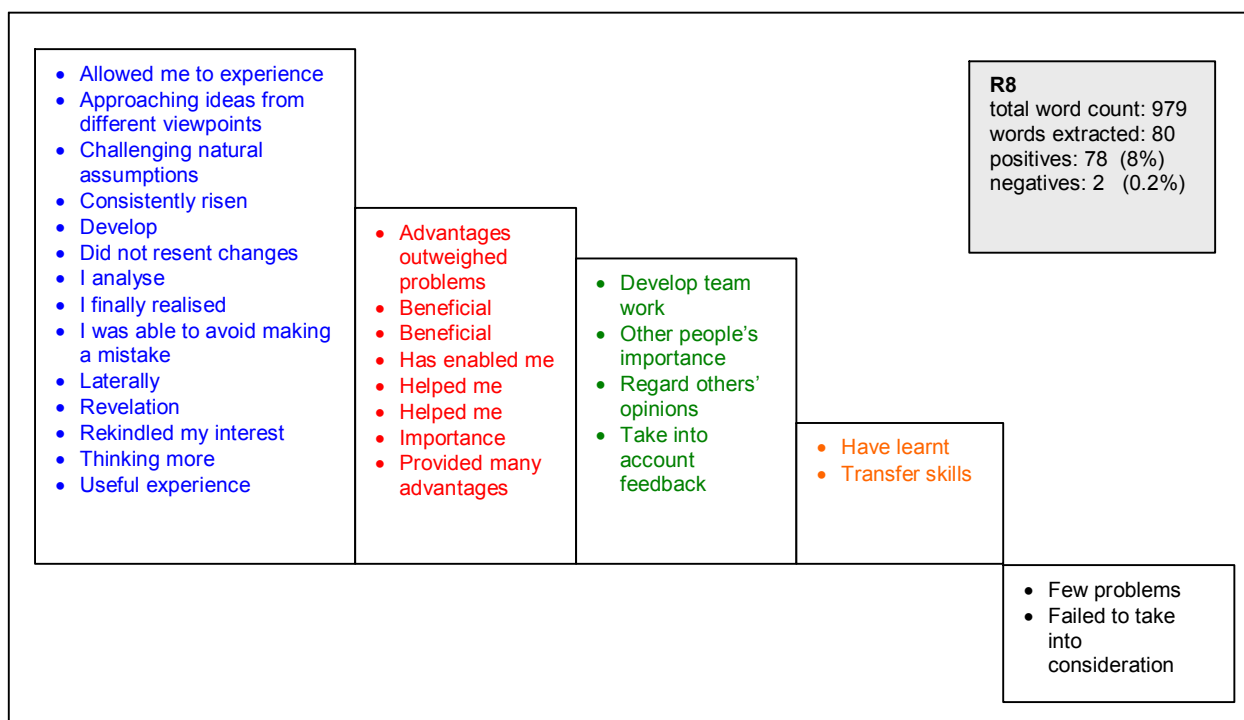 • Allowed me to experience
• Approaching ideas from
different viewpoints
• Challenging natural
assumptions
• Consistently risen
• Develop
• Did not resent changes
• I analyse
• I finally realised
• I was able to avoid making
a mistake
• Laterally
• Revelation
• Rekindled my interest
• Thinking more
• Useful experience
• Advantages
outweighed
problems
• Beneficial
• Beneficial
• Has enabled me
• Helped me
• Helped me
• Importance
• Provided many
advantages
• Develop team
work
• Other people's
importance
• Regard others'
opinions
• Take into
account
feedback
• Have learnt
• Transfer skills
• Few problems
• Failed to take
into
consideration
R8
total word count: 979
words extracted: 80
positives: 78 (8%)
negatives: 2 (0.2%)